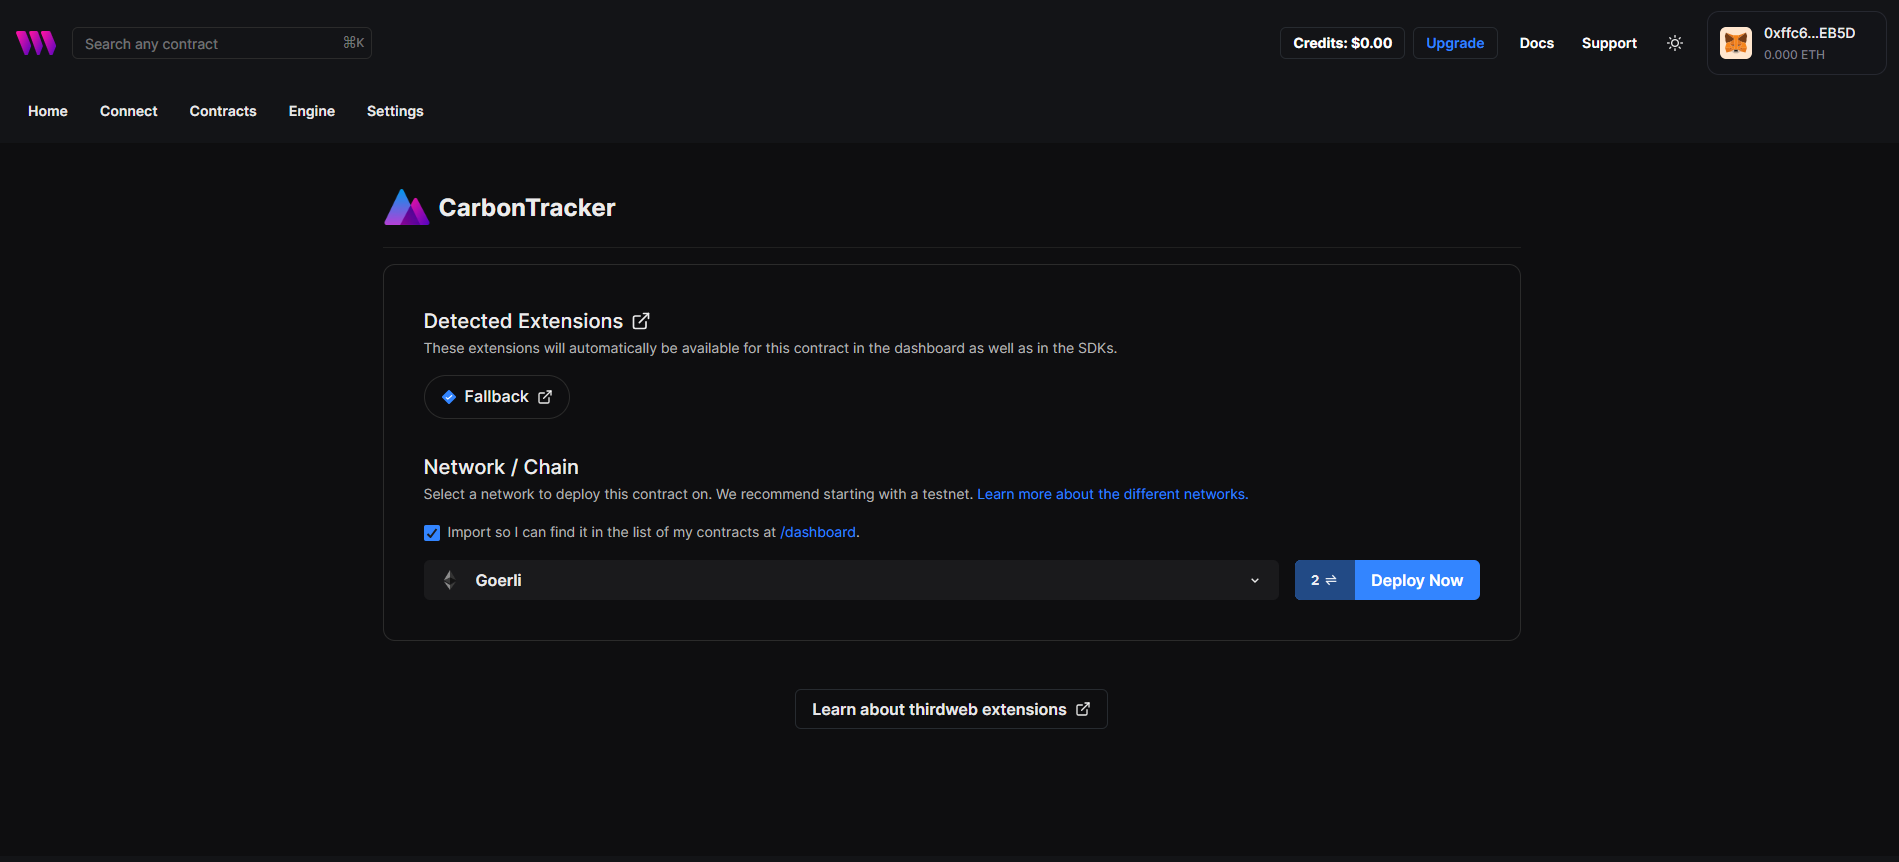 Search any contract ⌘K
Credits: $0.00 Upgrade Docs Support 0xffc6...EB5D
0.000 ETH
Home Connect Contracts Engine Settings
CarbonTracker
Detected Extensions
These extensions will automatically be available for this contract in the dashboard as well as in the SDKs.
Fallback
Network / Chain
Select a network to deploy this contract on. We recommend starting with a testnet. Learn more about the different networks.
Import so I can find it in the list of my contracts at /dashboard.
Goerli 2 ⇌ Deploy Now
Learn about thirdweb extensions